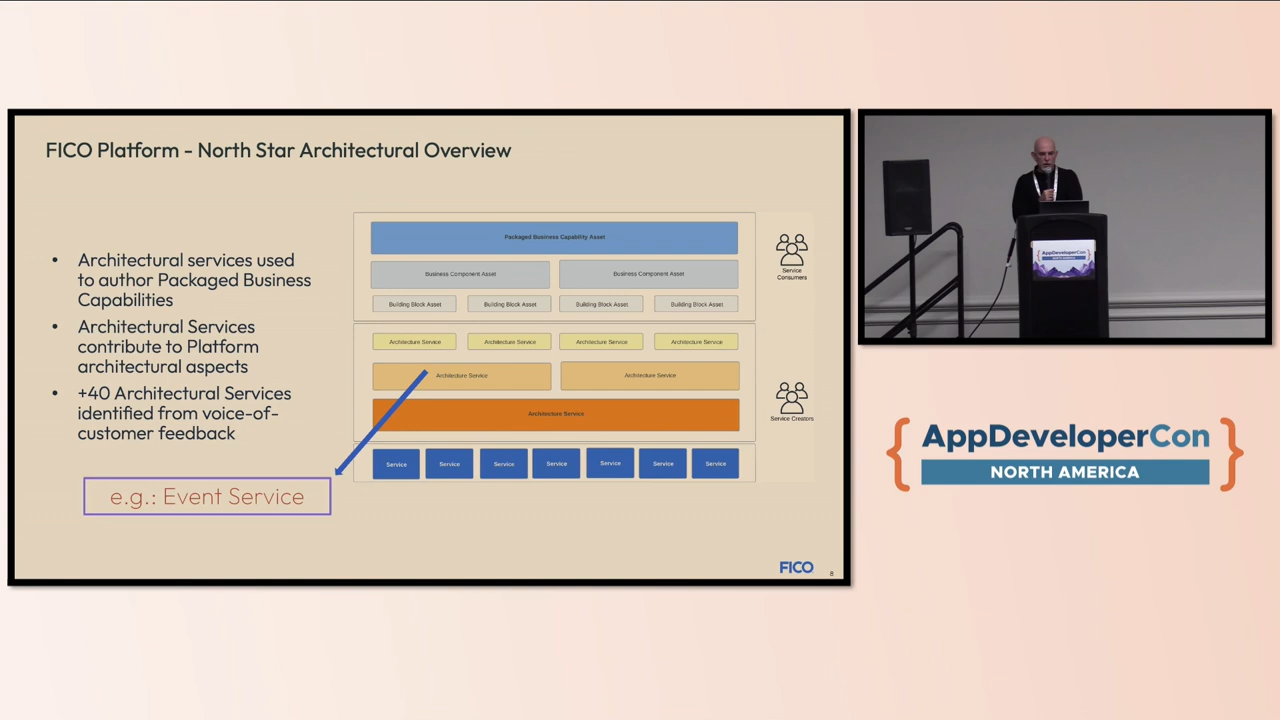 FICO Platform - North Star Architectural Overview
Architectural services used
to author Packaged Business
Capabilities
Architectural Services
contribute to Platform
architectural aspects
+40 Architectural Services
identified from voice-of-
customer feedback
e.g.: Event Service
Packaged Business Capability Asset
Business Component Asset
Business Component Asset
Building Block Asset
Building Block Asset
Building Block Asset
Building Block Asset
Architecture Service
Architecture Service
Architecture Service
Architecture Service
Architecture Service
Architecture Service
Architecture Service
Service
Service
Service
Service
Service
Service
Service
Service
Consumers
Service Creators
FICO
8
AppDeveloperCon
NORTH AMERICA
AppDeveloperCon
NORTH AMERICA